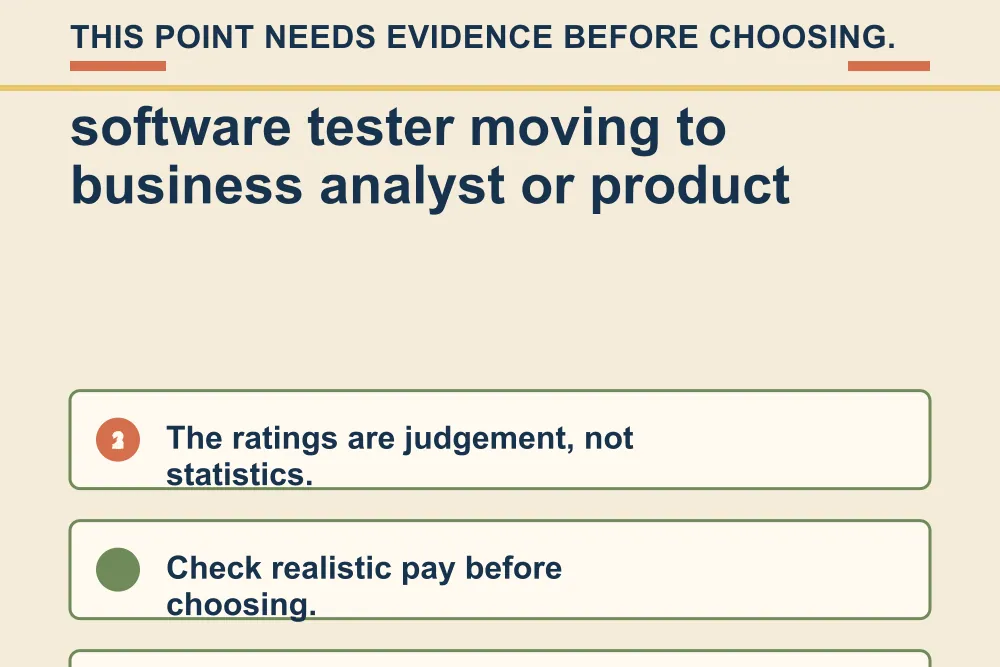 THIS POINT NEEDS EVIDENCE BEFORE CHOOSING.
software tester moving to
business analyst or product
The ratings are judgement, not
statistics.
Check realistic pay before
choosing.